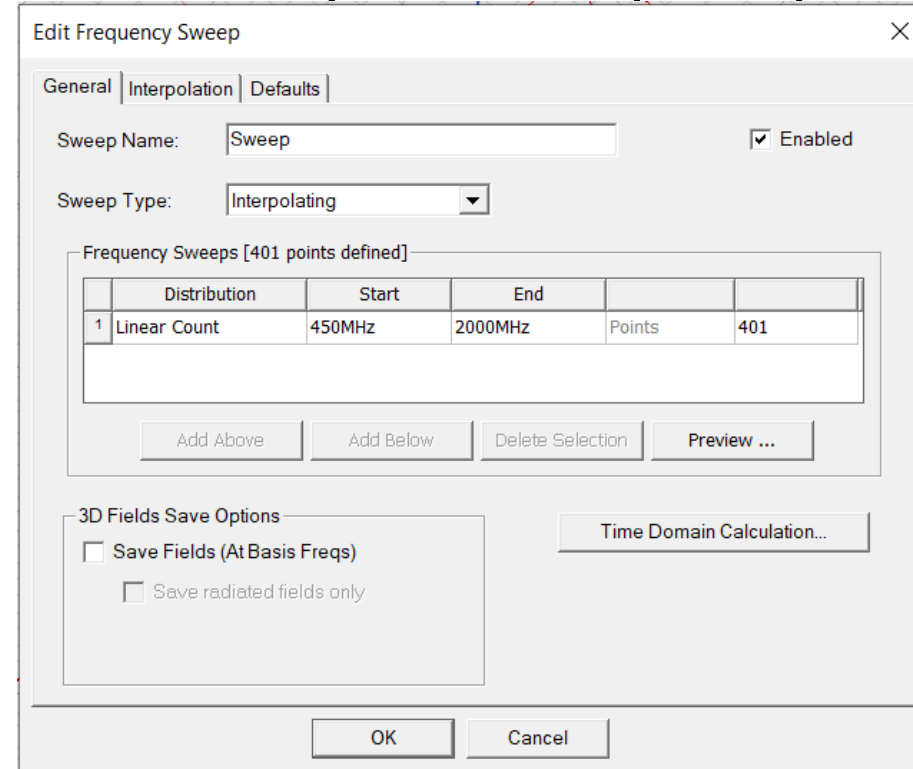 Edit Frequency Sweep
General Interpolation Defaults
Sweep Name: Sweep Enabled
Sweep Type: Interpolating
Frequency Sweeps [401 points defined]
Distribution Start End
1 Linear Count 450MHz 2000MHz Points 401
Add Above Add Below Delete Selection Preview ...
3D Fields Save Options
Time Domain Calculation...
Save Fields (At Basis Freqs)
Save radiated fields only
OK Cancel